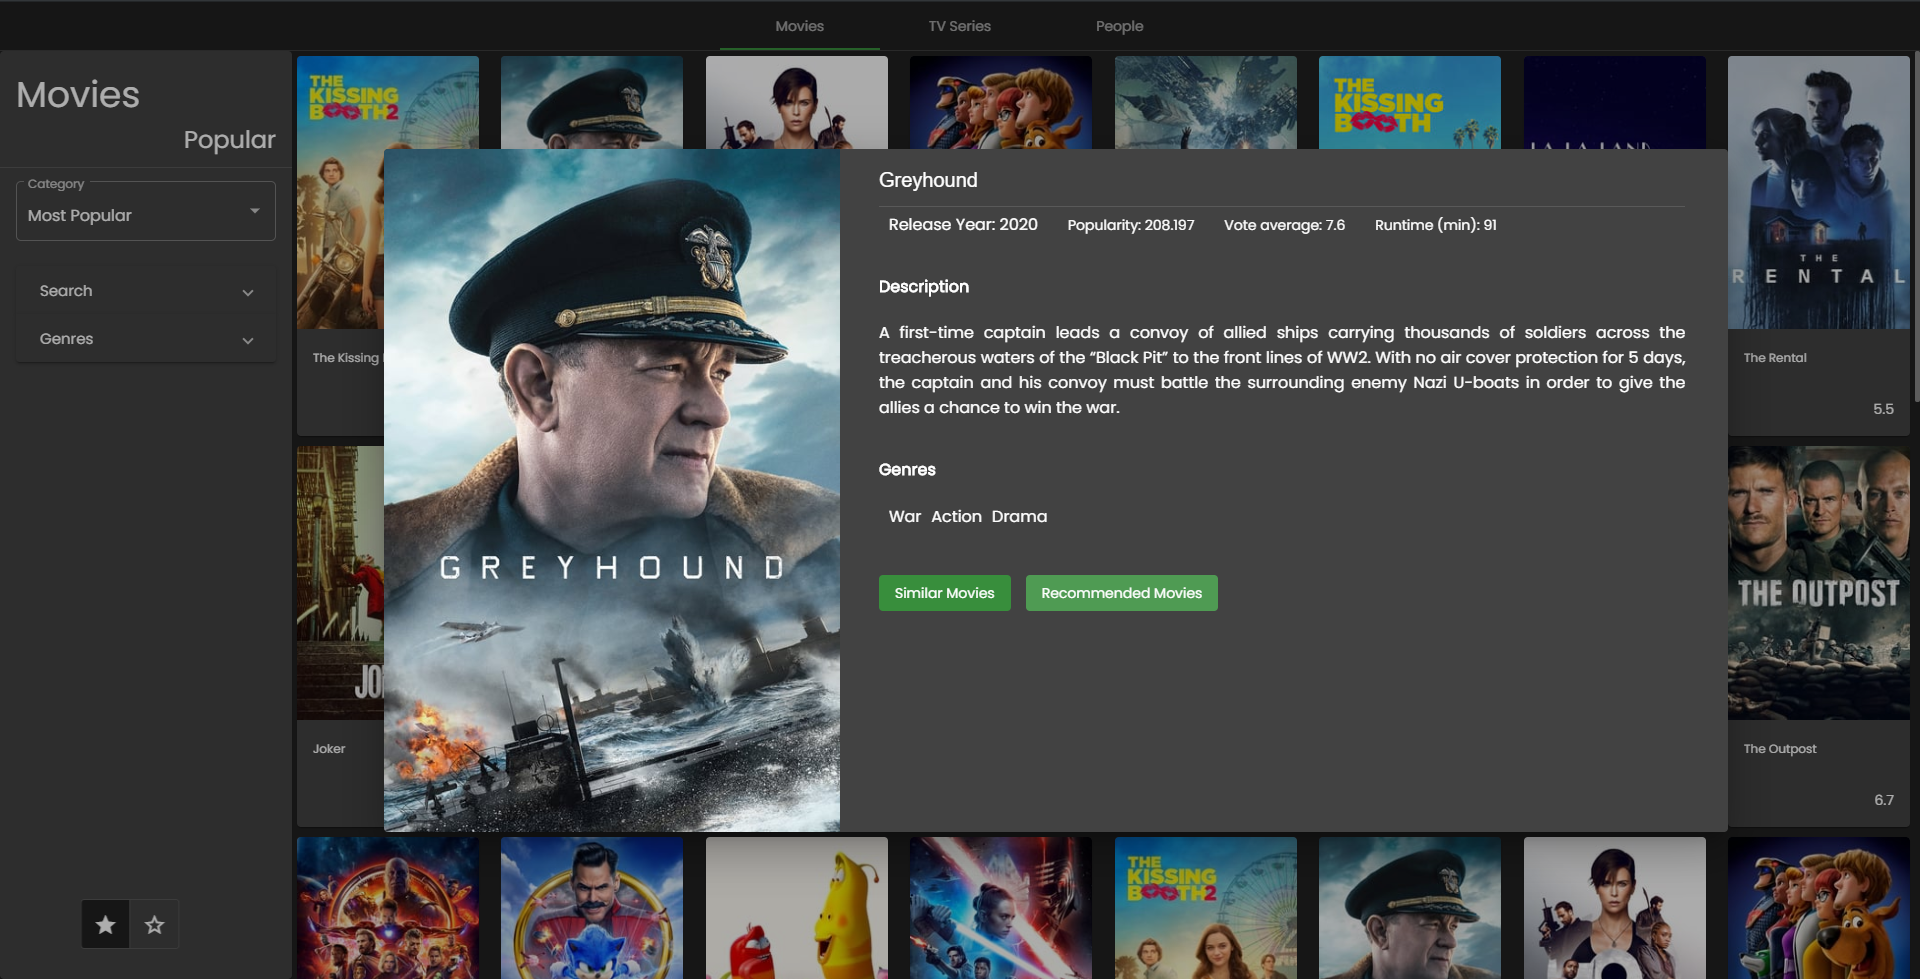 Movies
TV Series
People
Movies
Popular
Category
Most Popular
Search
Genres
THE
KISSING
BOOTH2
THE
KISSING
BOOTH
LA LA LAND
THE
RENTAL
The Kissing
The Rental
5.5
GREYHOUND
Greyhound
Release Year: 2020
Popularity: 208.197
Vote average: 7.6
Runtime (min): 91
Description
A first-time captain leads a convoy of allied ships carrying thousands of soldiers across the
treacherous waters of the “Black Pit” to the front lines of WW2. With no air cover protection for 5 days,
the captain and his convoy must battle the surrounding enemy Nazi U-boats in order to give the
allies a chance to win the war.
Genres
War Action Drama
Similar Movies
Recommended Movies
JO
THE OUTPOST
Joker
The Outpost
6.7
THE
KISSING
BOOTH2